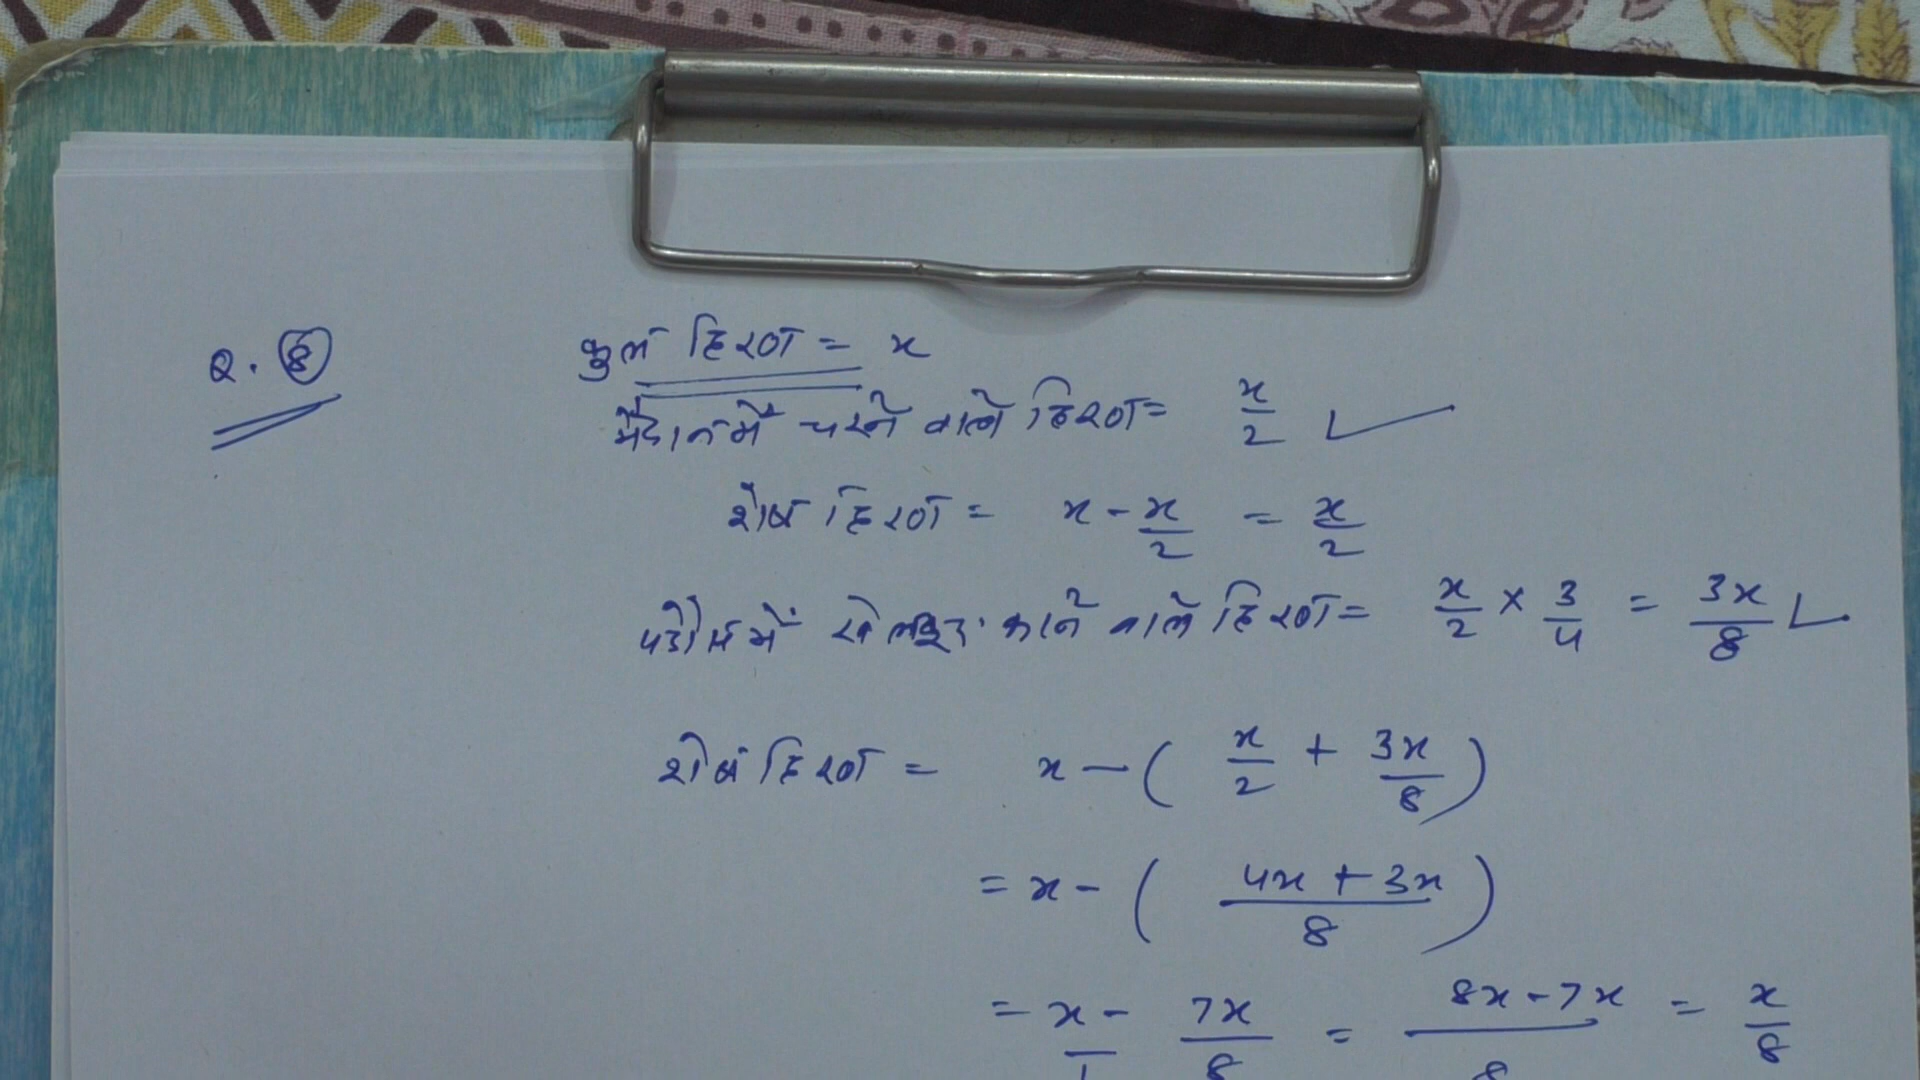 Q. 8 कुल हिरण = x
मैदान में चरने वाले हिरण = x/2 ✓
शेष हिरण = x - x/2 = x/2
पड़ोस में खेलकूद करने वाले हिरण = x/2 × 3/4 = 3x/8 ✓
शेष हिरण = x - ( x/2 + 3x/8 )
= x - ( 4x + 3x / 8 )
= x/1 - 7x/8 = 8x - 7x / 8 = x/8